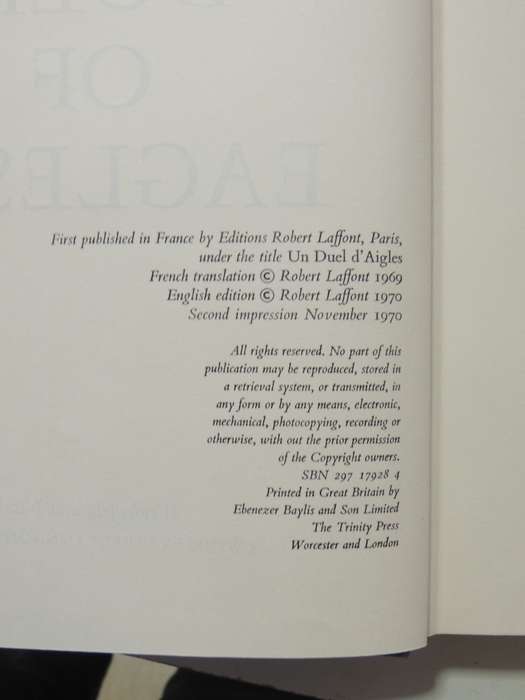 First published in France by Editions Robert Laffont, Paris,
under the title Un Duel d'Aigles
French translation © Robert Laffont 1969
English edition © Robert Laffont 1970
Second impression November 1970
All rights reserved. No part of this
publication may be reproduced, stored in
a retrieval system, or transmitted, in
any form or by any means, electronic,
mechanical, photocopying, recording or
otherwise, with out the prior permission
of the Copyright owners.
SBN 297 17928 4
Printed in Great Britain by
Ebenezer Baylis and Son Limited
The Trinity Press
Worcester and London